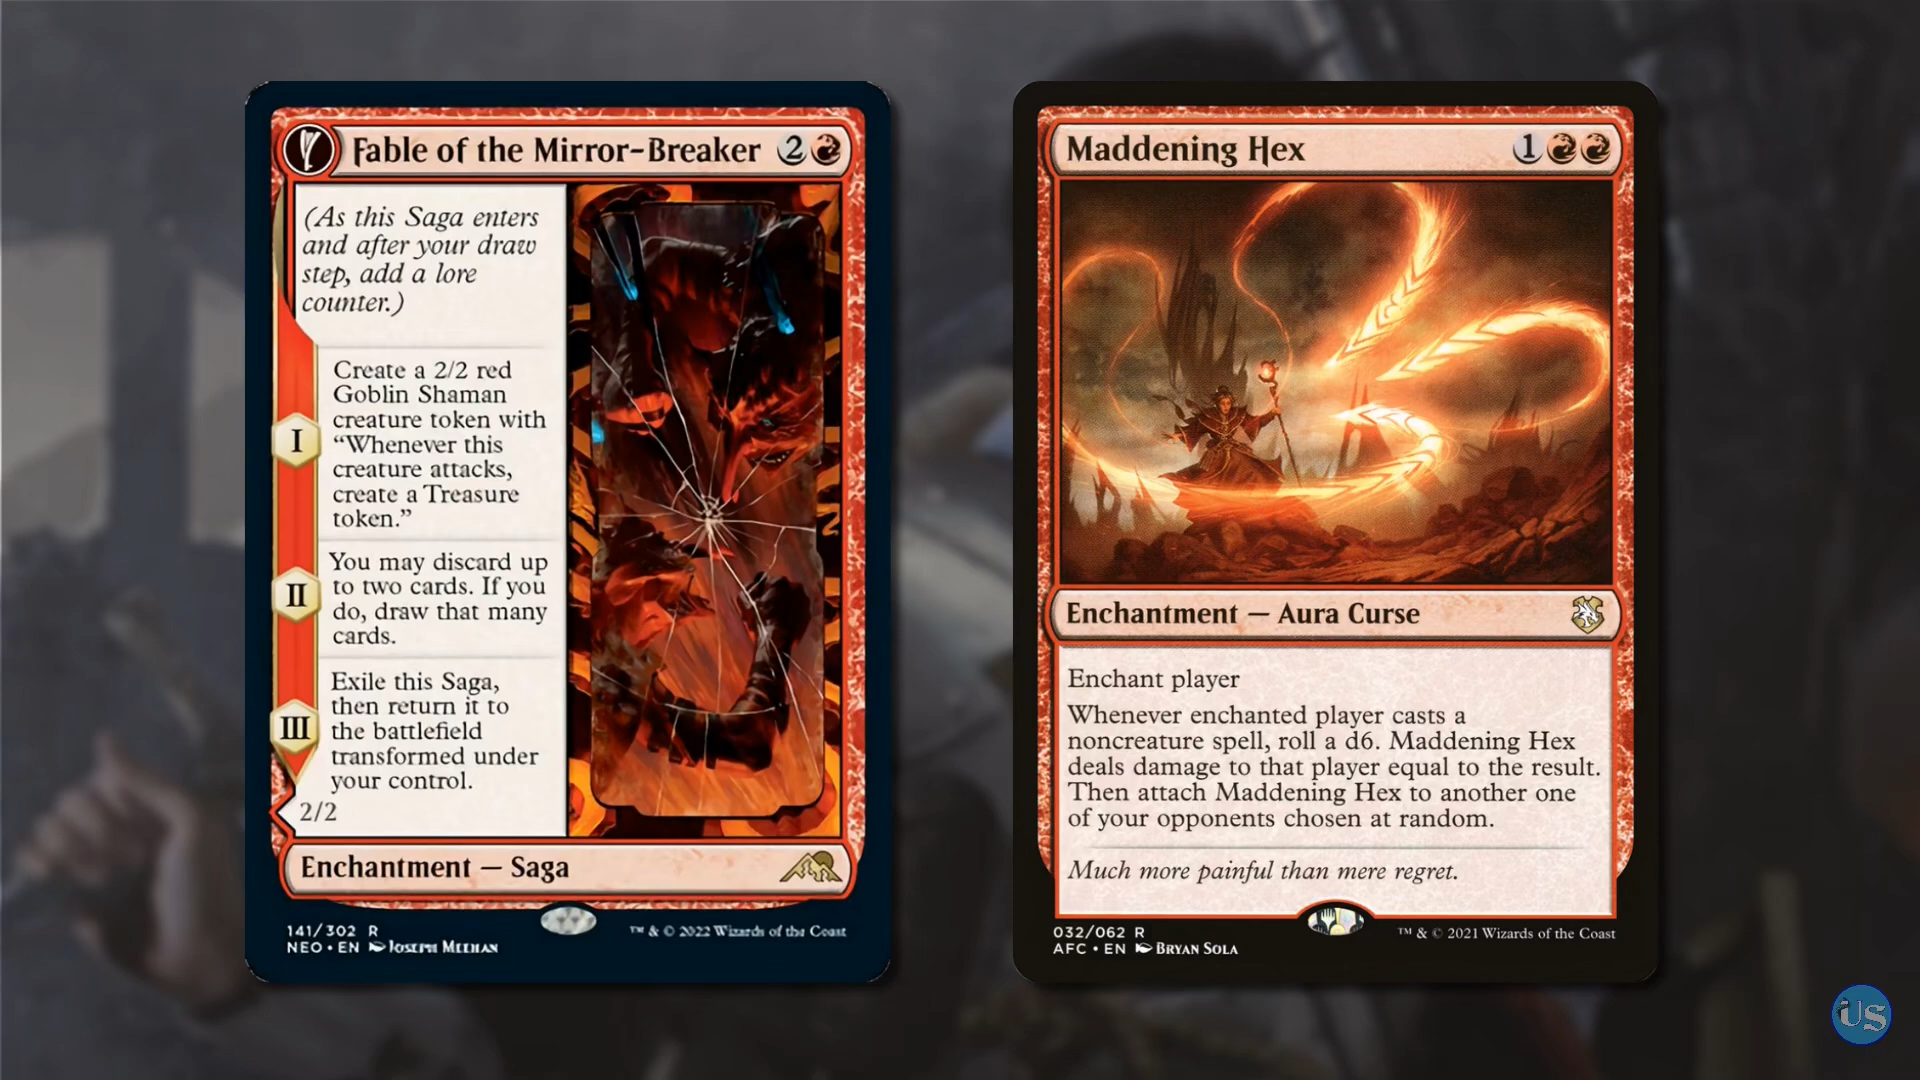 Fable of the Mirror-Breaker 2
(As this Saga enters
and after your draw
step, add a lore
counter.)
I
Create a 2/2 red
Goblin Shaman
creature token with
“Whenever this
creature attacks,
create a Treasure
token.”
II
You may discard up
to two cards. If you
do, draw that many
cards.
III
Exile this Saga,
then return it to
the battlefield
transformed under
your control.
2/2
Enchantment — Saga
141/302 R
NEO • EN Joseph Meehan
™ & © 2022 Wizards of the Coast
Maddening Hex 1
Enchantment — Aura Curse
Enchant player
Whenever enchanted player casts a
noncreature spell, roll a d6. Maddening Hex
deals damage to that player equal to the result.
Then attach Maddening Hex to another one
of your opponents chosen at random.
Much more painful than mere regret.
032/062 R
AFC • EN Bryan Sola
™ & © 2021 Wizards of the Coast
US